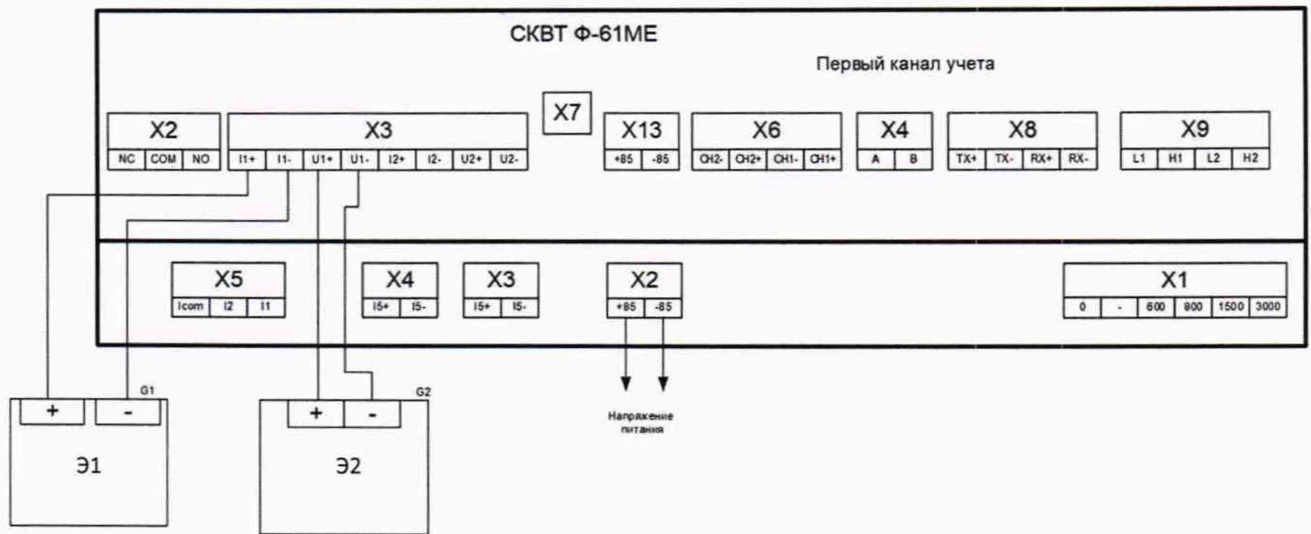 СКВТ Ф-61МЕ
Первый канал учета
X2 X3 X7 X13 X6 X4 X8 X9
NC COM NO I1+ I1- U1+ U1- I2+ I2- U2+ U2- +85 -85 CH2- CH2+ CH1- CH1+ A B TX+ TX- RX+ RX- L1 H1 L2 H2
X5 X4 X3 X2 X1
Icom I2 I1 I5+ I5- I5+ I5- +85 -85 0 - 600 800 1500 3000
G1 G2
+ - + -
Напряжение
питания
Э1 Э2